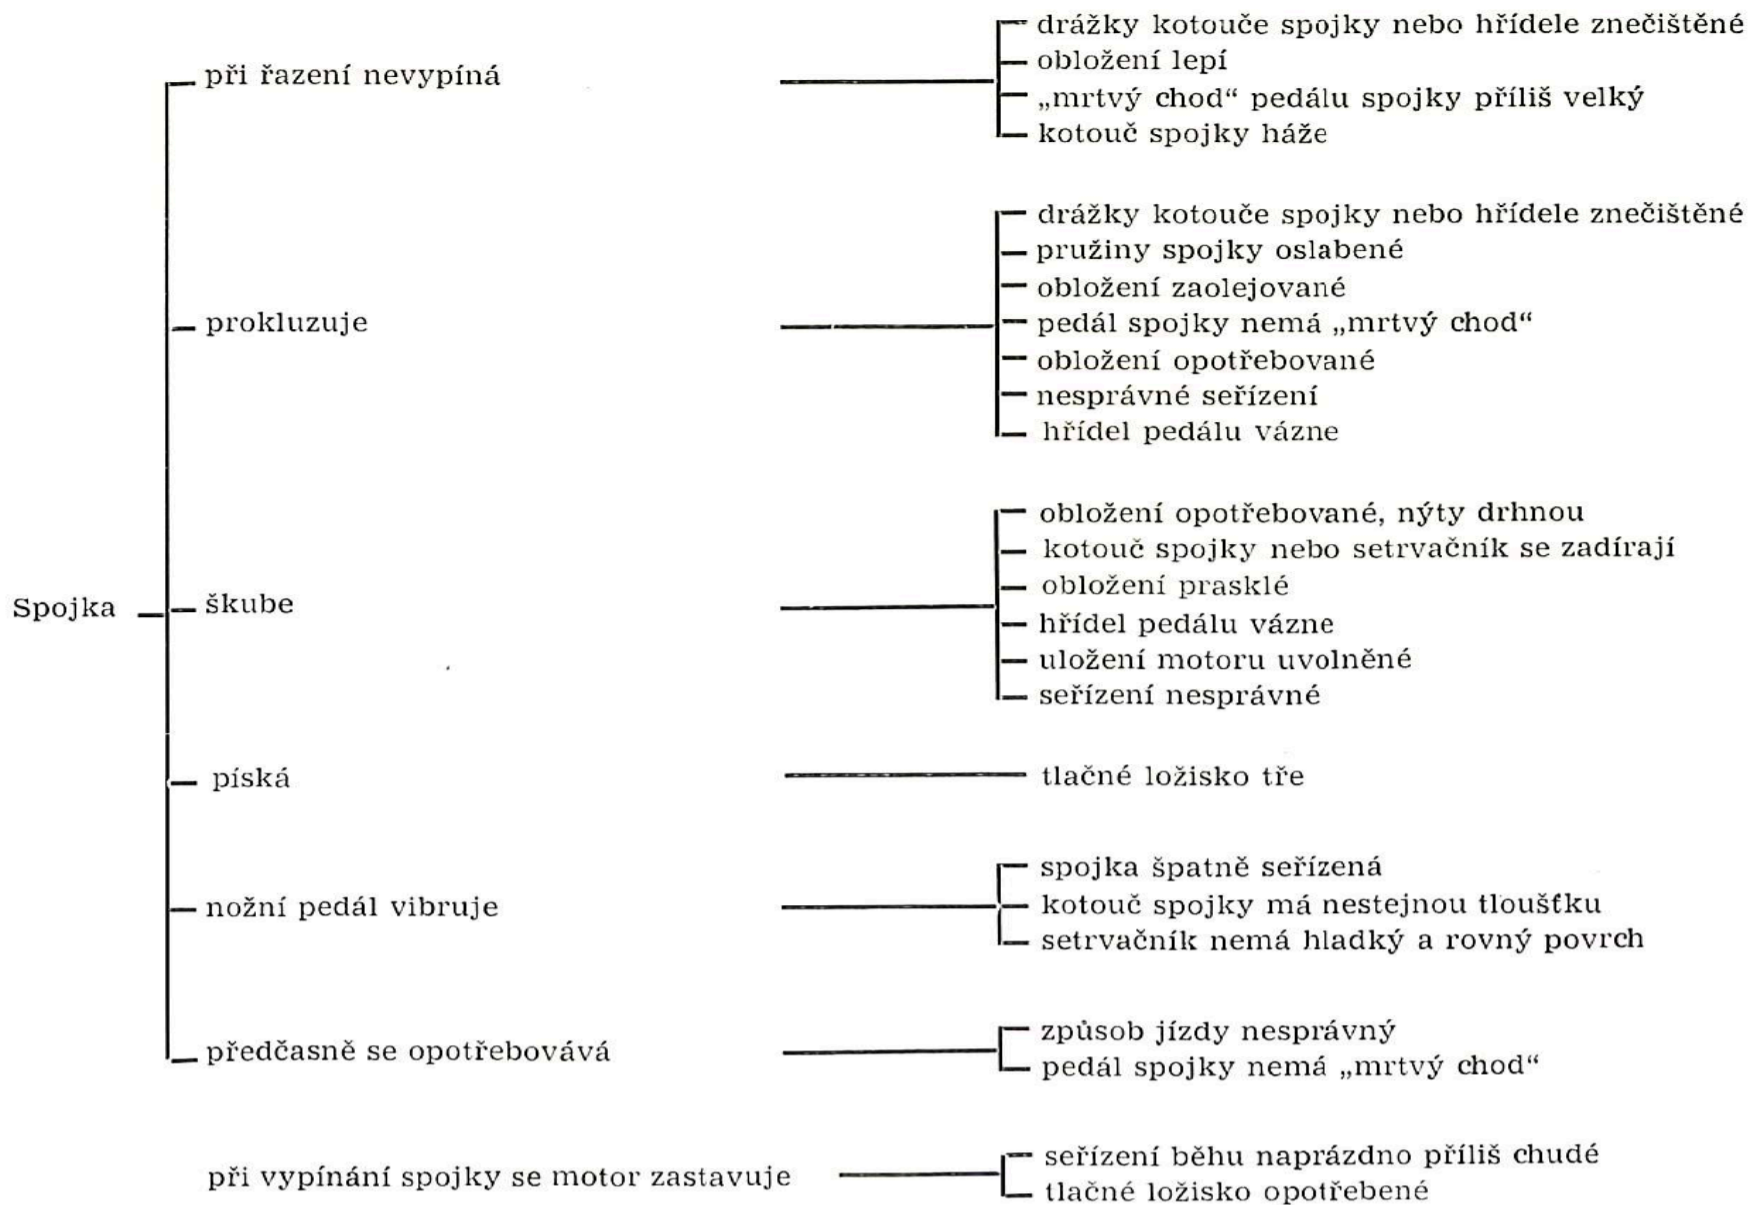 při řazení nevypíná
drážky kotouče spojky nebo hřídele znečištěné
obložení lepí
„mrtvý chod“ pedálu spojky příliš velký
kotouč spojky háže
prokluzuje
drážky kotouče spojky nebo hřídele znečištěné
pružiny spojky oslabené
obložení zaolejované
pedál spojky nemá „mrtvý chod“
obložení opotřebované
nesprávné seřízení
hřídel pedálu vázne
Spojka
škube
obložení opotřebované, nýty drhnou
kotouč spojky nebo setrvačník se zadírají
obložení prasklé
hřídel pedálu vázne
uložení motoru uvolněné
seřízení nesprávné
píská
tlačné ložisko tře
nožní pedál vibruje
spojka špatně seřízená
kotouč spojky má nestejnou tloušťku
setrvačník nemá hladký a rovný povrch
předčasně se opotřebovává
způsob jízdy nesprávný
pedál spojky nemá „mrtvý chod“
při vypínání spojky se motor zastavuje
seřízení běhu naprázdno příliš chudé
tlačné ložisko opotřebené